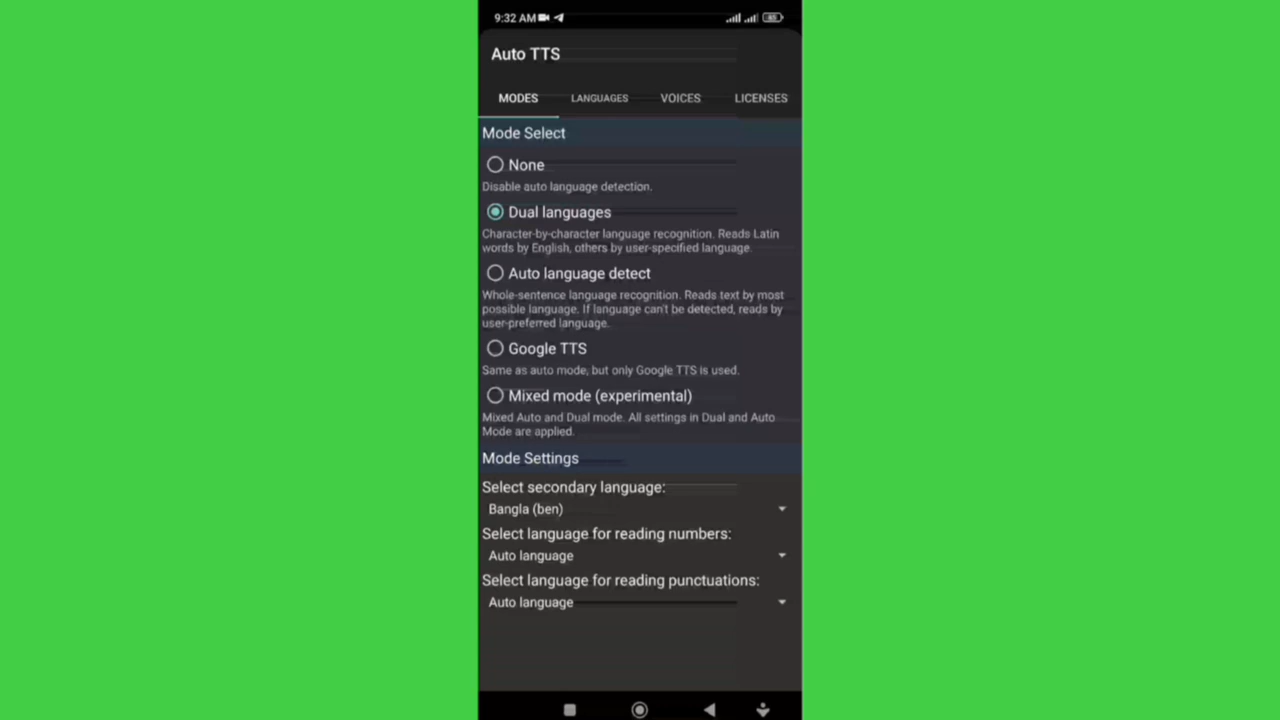 9:32 AM
85
Auto TTS
MODES LANGUAGES VOICES LICENSES
Mode Select
None
Disable auto language detection.
Dual languages
Character-by-character language recognition. Reads Latin
words by English, others by user-specified language.
Auto language detect
Whole-sentence language recognition. Reads text by most
possible language. If language can't be detected, reads by
user-preferred language.
Google TTS
Same as auto mode, but only Google TTS is used.
Mixed mode (experimental)
Mixed Auto and Dual mode. All settings in Dual and Auto
Mode are applied.
Mode Settings
Select secondary language:
Bangla (ben)
Select language for reading numbers:
Auto language
Select language for reading punctuations:
Auto language